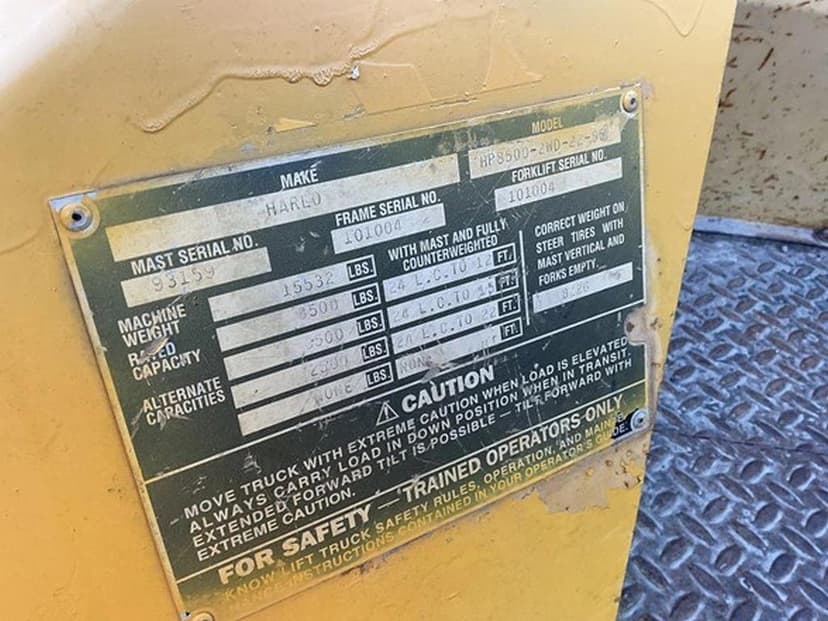 MAKE
HARLO
MODEL
HP8500-2WD-22-96
MAST SERIAL NO.
93159
FRAME SERIAL NO.
101004
FORKLIFT SERIAL NO.
101004
MACHINE WEIGHT
15532 LBS.
RATED CAPACITY
8500 LBS.
ALTERNATE CAPACITIES
LBS.
LBS.
NONE
WITH MAST AND FULLY
COUNTERWEIGHTED
24 L.C. TO 12 FT.
24 L.C. TO 15 FT.
24 L.C. TO 22 FT.
NONE
CORRECT WEIGHT ON
STEER TIRES WITH
MAST VERTICAL AND
FORKS EMPTY.
CAUTION
MOVE TRUCK WITH EXTREME CAUTION WHEN LOAD IS ELEVATED
ALWAYS CARRY LOAD IN DOWN POSITION WHEN IN TRANSIT.
EXTENDED FORWARD TILT IS POSSIBLE — TILT FORWARD WITH
EXTREME CAUTION.
FOR SAFETY — TRAINED OPERATORS ONLY
KNOW LIFT TRUCK SAFETY RULES, OPERATION, AND MAINTE-
NANCE INSTRUCTIONS CONTAINED IN YOUR OPERATOR'S GUIDE.